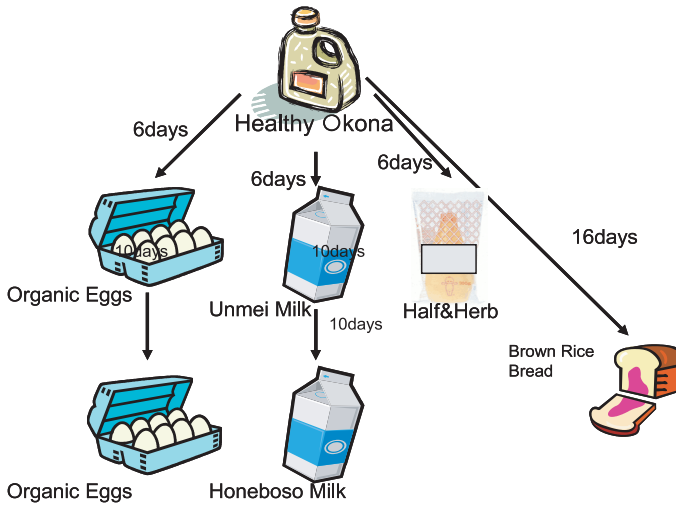 Healthy Okona
6days
6days
6days
16days
10days
10days
Organic Eggs
Unmei Milk
Half&Herb
10days
Brown Rice
Bread
Organic Eggs
Honeboso Milk